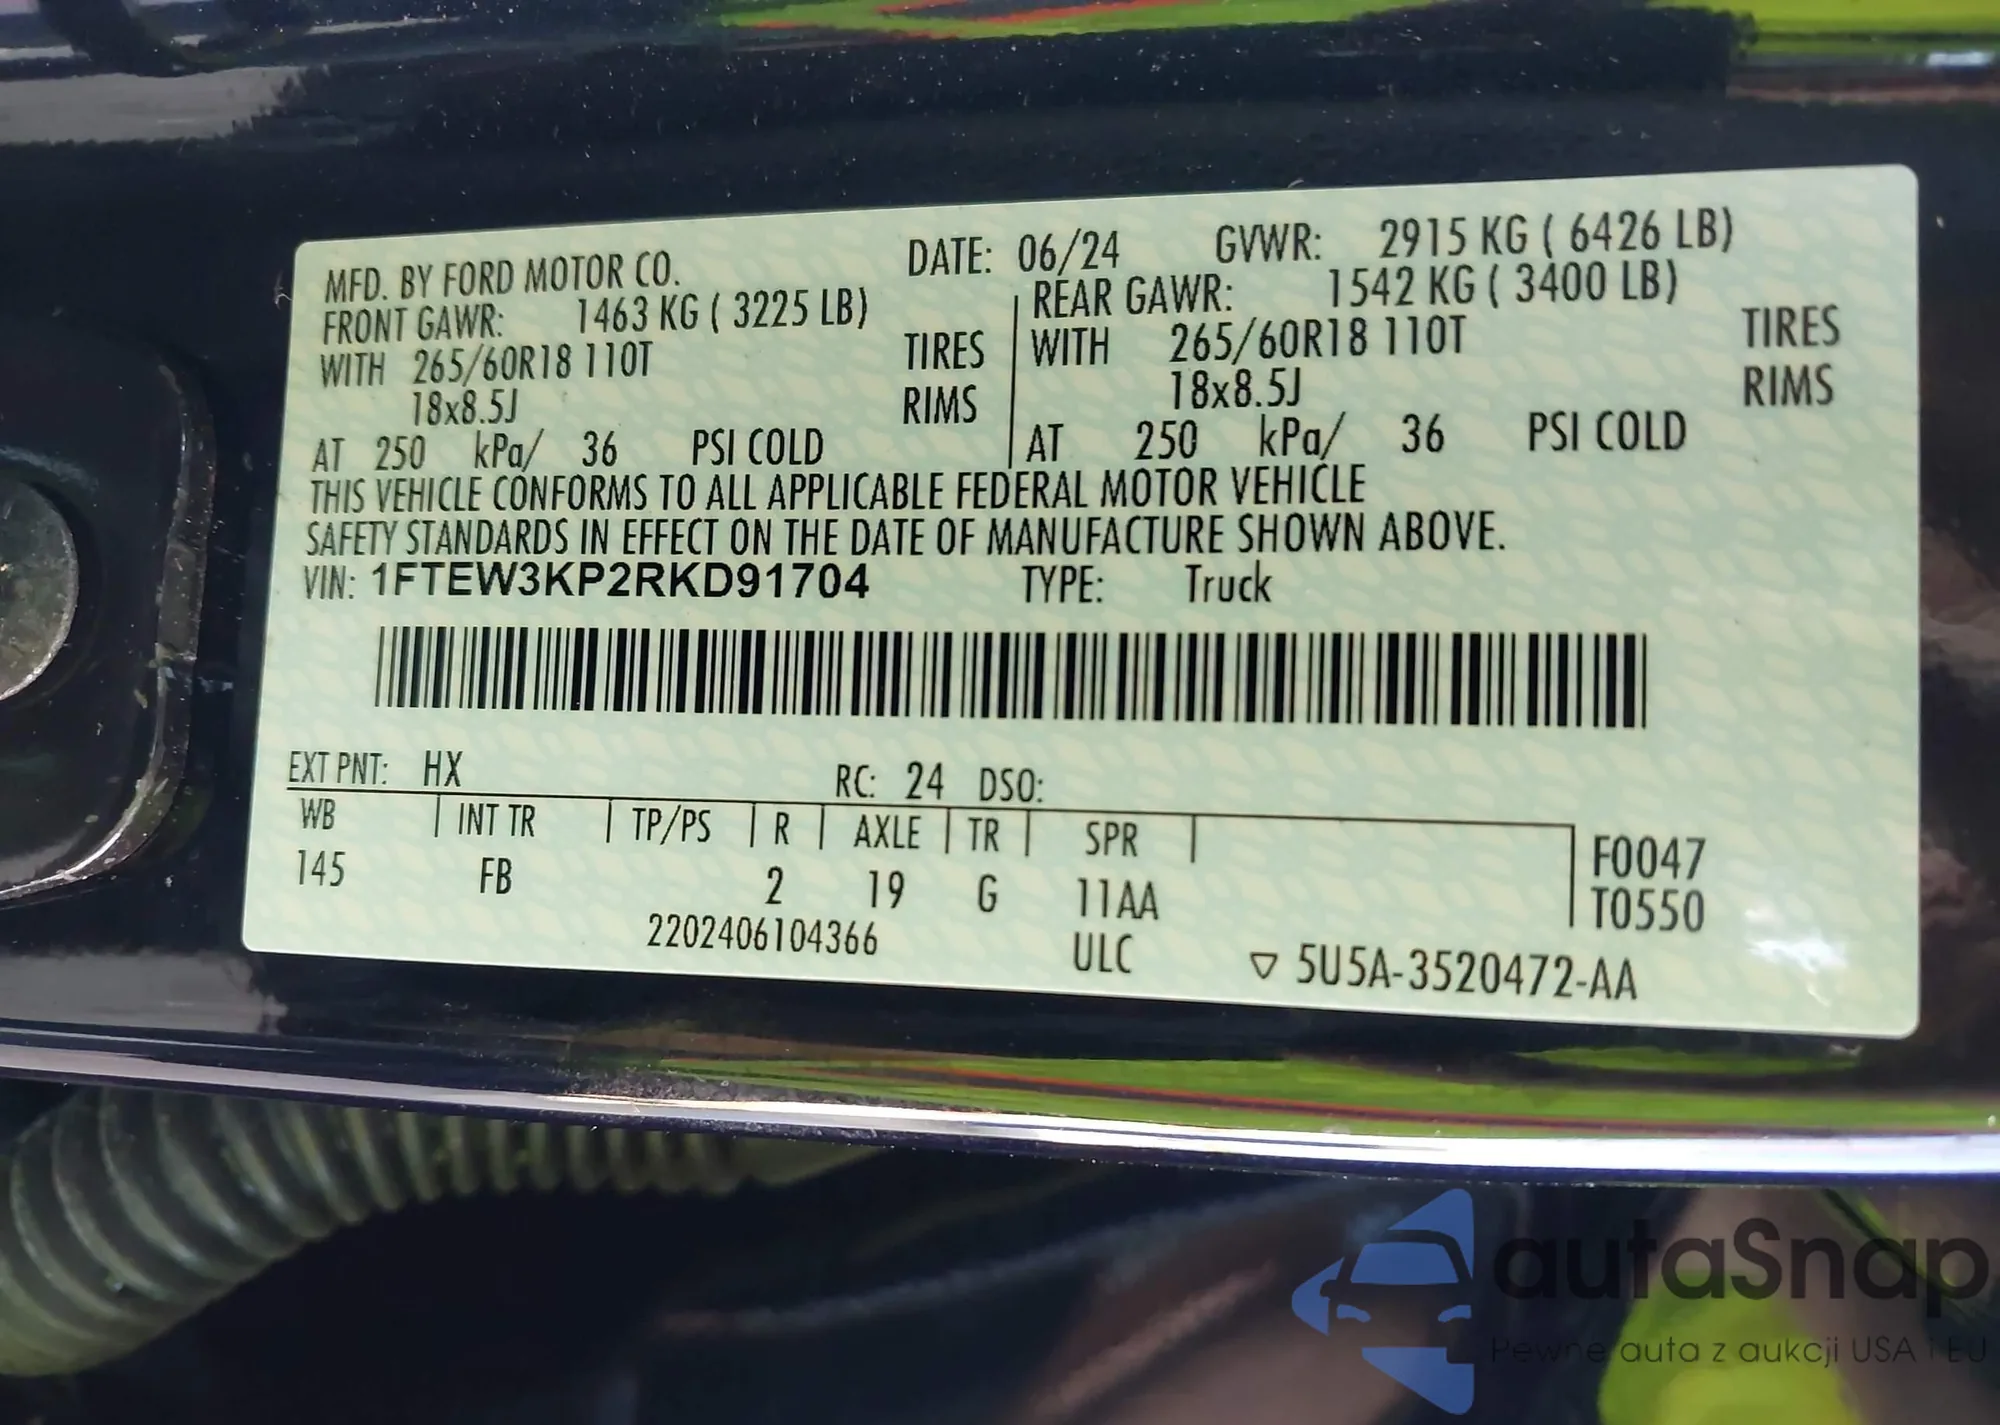 MFD. BY FORD MOTOR CO. DATE: 06/24 GVWR: 2915 KG ( 6426 LB)
FRONT GAWR: 1463 KG ( 3225 LB) REAR GAWR: 1542 KG ( 3400 LB)
WITH 265/60R18 110T TIRES WITH 265/60R18 110T TIRES
18x8.5J RIMS 18x8.5J RIMS
AT 250 kPa/ 36 PSI COLD AT 250 kPa/ 36 PSI COLD
THIS VEHICLE CONFORMS TO ALL APPLICABLE FEDERAL MOTOR VEHICLE
SAFETY STANDARDS IN EFFECT ON THE DATE OF MANUFACTURE SHOWN ABOVE.
VIN: 1FTEW3KP2RKD91704 TYPE: Truck
EXT PNT: HX RC: 24 DSO:
WB INT TR TP/PS R AXLE TR SPR F0047
145 FB 2 19 G 11AA T0550
2202406104366 ULC ▽ 5U5A-3520472-AA
autaSnap
Pewne auta z aukcji USA i EU